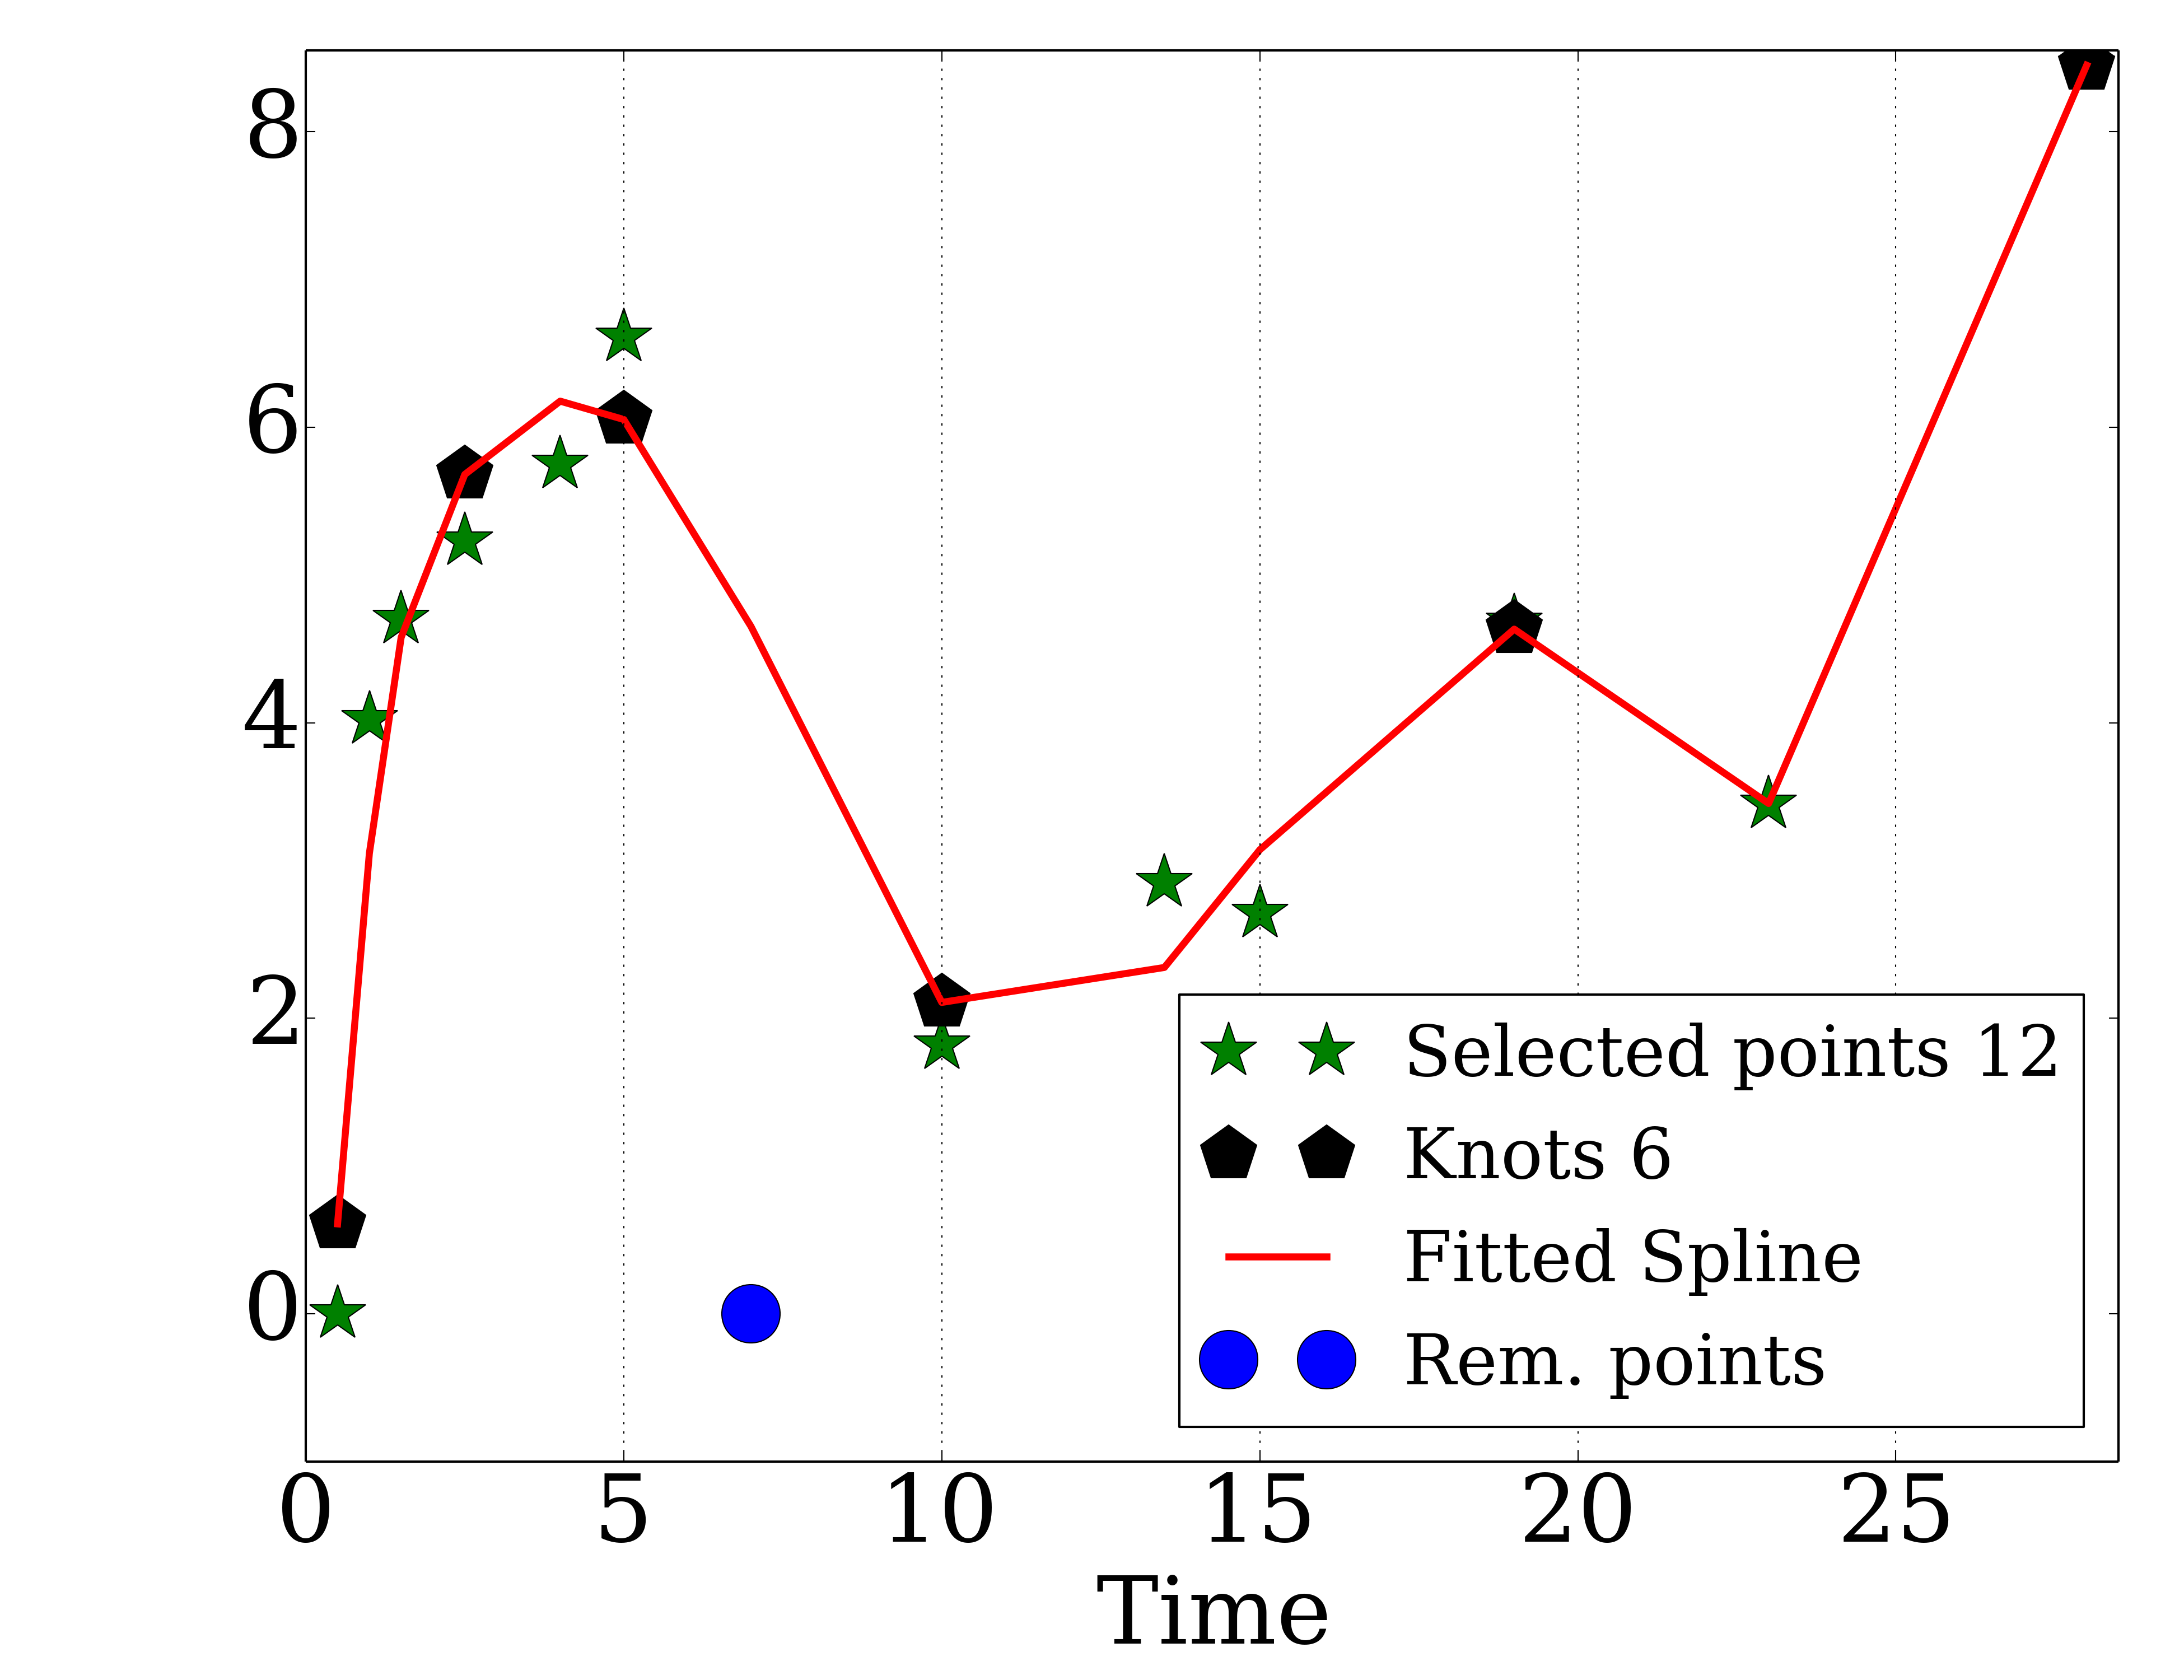 8
6
4
2
0
0 5 10 15 20 25
Time
Selected points 12
Knots 6
Fitted Spline
Rem. points